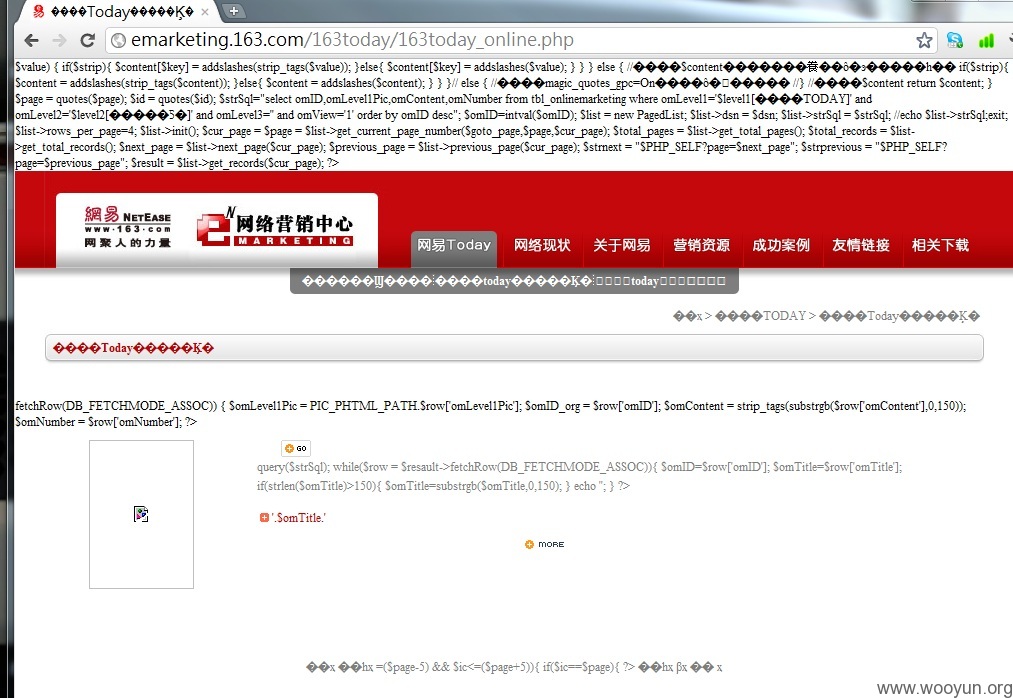 ����Today�����Ķ�
emarketing.163.com/163today/163today_online.php
$value) { if($strip){ $content[$key] = addslashes(strip_tags($value)); }else{ $content[$key] = addslashes($value); } } } else { //����$content�������
if($strip){
$content = addslashes(strip_tags($content)); }else{ $content = addslashes($content); } } }// else { //����magic_quotes_gpc=On����
//} //����$content return $content; }
$page = quotes($page); $id = quotes($id); $strSql="select omID,omLevel1Pic,omContent,omNumber from tbl_onlinemarketing where omLevel1='$level1[����TODAY]' and
omLevel2='$level2[�����5�]' and omLevel3='' and omView='1' order by omID desc"; $omID=intval($omID); $list = new PagedList; $list->dsn = $dsn; $list->strSql = $strSql; //echo $list->strSql;exit;
$list->rows_per_page=4; $list->init(); $cur_page = $page = $list->get_current_page_number($goto_page,$page,$cur_page); $total_pages = $list->get_total_pages(); $total_records = $list-
>get_total_records(); $next_page = $list->next_page($cur_page); $previous_page = $list->previous_page($cur_page); $strnext = "$PHP_SELF?page=$next_page"; $strprevious = "$PHP_SELF?
page=$previous_page"; $result = $list->get_records($cur_page); ?>
網易 NETEASE
www.163.com
网聚人的力量
网络营销中心
MARKETING
网易Today 网络现状 关于网易 营销资源 成功案例 友情链接 相关下载
����today�����Ķ� today
��x > ����TODAY > ����Today�����Ķ�
����Today�����Ķ�
fetchRow(DB_FETCHMODE_ASSOC)) { $omLevel1Pic = PIC_PHTML_PATH.$row['omLevel1Pic']; $omID_org = $row['omID']; $omContent = strip_tags(substrgb($row['omContent'],0,150));
$omNumber = $row['omNumber']; ?>
GO
query($strSql); while($row = $resault->fetchRow(DB_FETCHMODE_ASSOC)){ $omID=$row['omID']; $omTitle=$row['omTitle'];
if(strlen($omTitle)>150){ $omTitle=substrgb($omTitle,0,150); } echo ''; } ?>
'.$omTitle.'
MORE
��x ��hx =($page-5) && $ic<=($page+5)){ if($ic==$page){ ?> ��hx βx �� x
www.wooyun.org